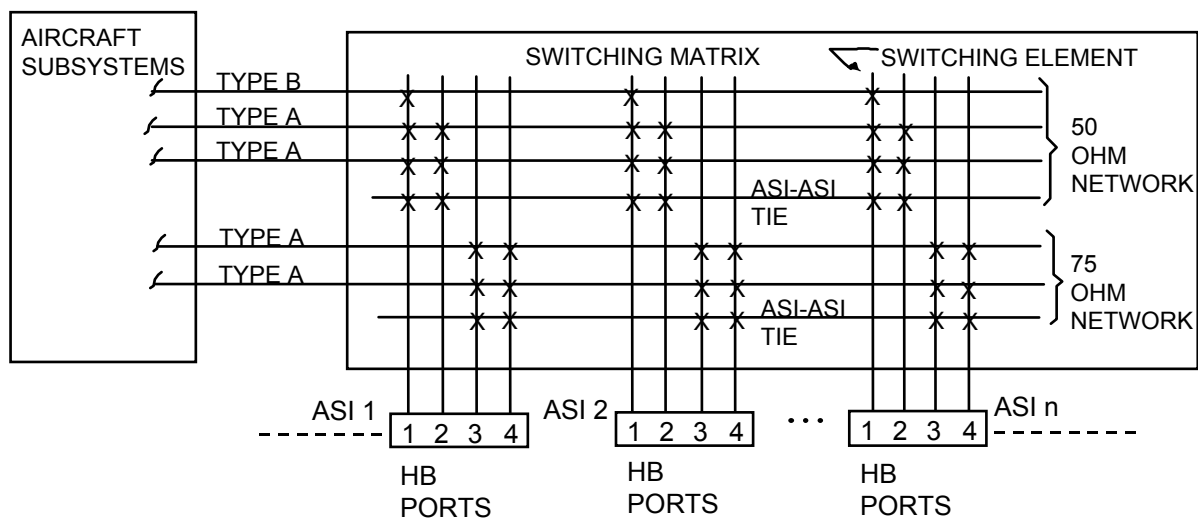 AIRCRAFT
SUBSYSTEMS
SWITCHING MATRIX
SWITCHING ELEMENT
TYPE B
X X X
TYPE A
X X X X X X
50
OHM
NETWORK
TYPE A
X X X X X X
ASI-ASI
TIE
X X X X X X
TYPE A
X X X X X X
75
OHM
NETWORK
TYPE A
X X X X X X
ASI-ASI
TIE
X X X X X X
ASI 1
1 2 3 4
HB
PORTS
ASI 2
1 2 3 4
HB
PORTS
...
ASI n
1 2 3 4
HB
PORTS